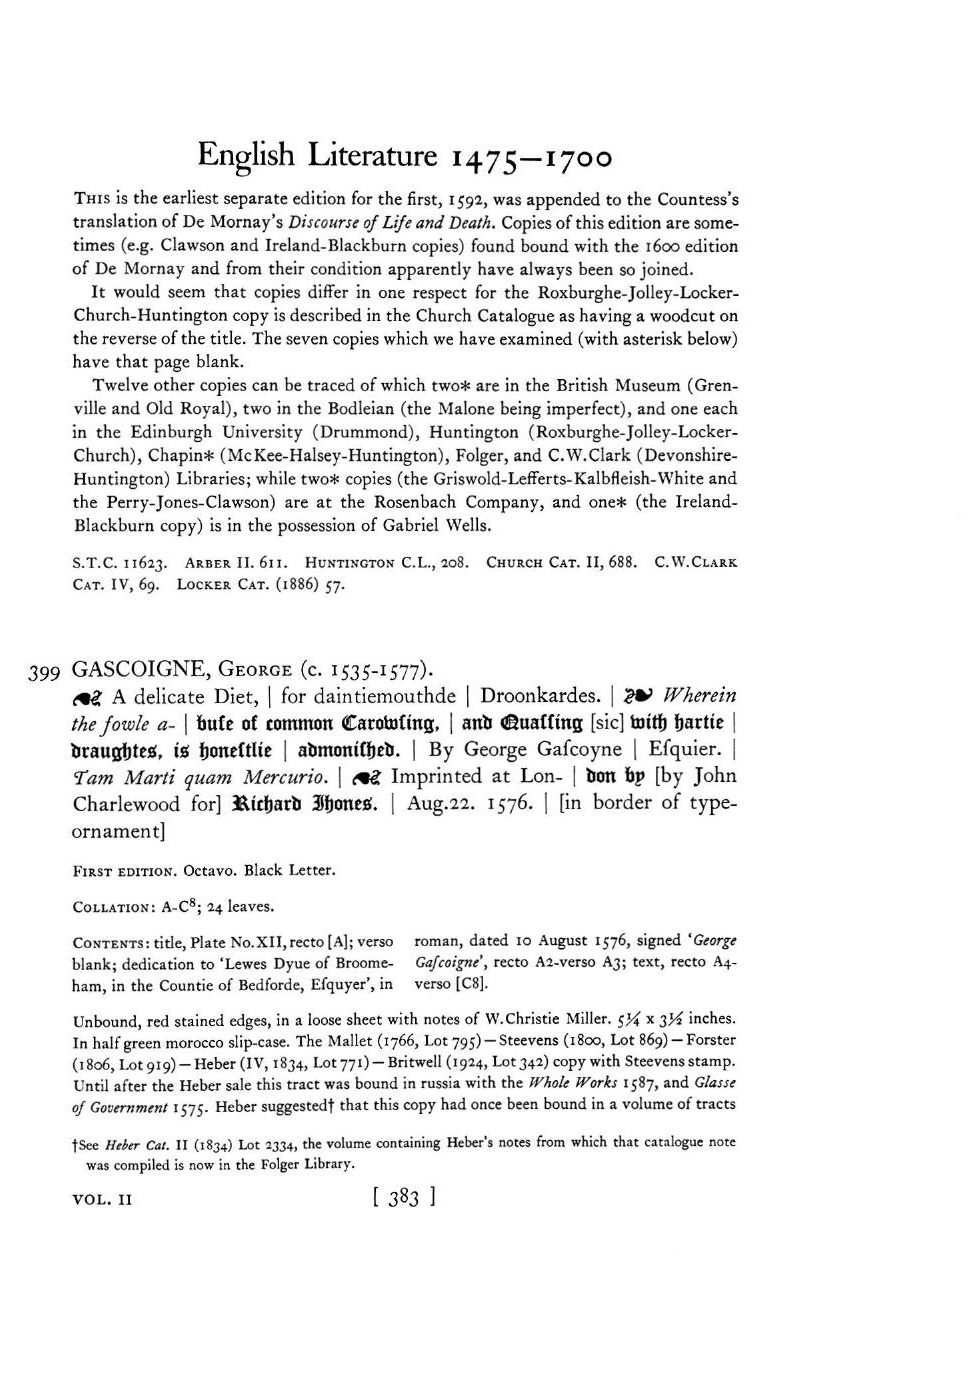 English Literature 1475–1700
THIS is the earliest separate edition for the first, 1592, was appended to the Countess's
translation of De Mornay's Discourse of Life and Death. Copies of this edition are some-
times (e.g. Clawson and Ireland-Blackburn copies) found bound with the 1600 edition
of De Mornay and from their condition apparently have always been so joined.
It would seem that copies differ in one respect for the Roxburghe-Jolley-Locker-
Church-Huntington copy is described in the Church Catalogue as having a woodcut on
the reverse of the title. The seven copies which we have examined (with asterisk below)
have that page blank.
Twelve other copies can be traced of which two* are in the British Museum (Gren-
ville and Old Royal), two in the Bodleian (the Malone being imperfect), and one each
in the Edinburgh University (Drummond), Huntington (Roxburghe-Jolley-Locker-
Church), Chapin* (McKee-Halsey-Huntington), Folger, and C.W.Clark (Devonshire-
Huntington) Libraries; while two* copies (the Griswold-Lefferts-Kalbfleish-White and
the Perry-Jones-Clawson) are at the Rosenbach Company, and one* (the Ireland-
Blackburn copy) is in the possession of Gabriel Wells.
S.T.C. 11623. ARBER II. 611. HUNTINGTON C.L., 208. CHURCH CAT. II, 688. C.W.CLARK
CAT. IV, 69. LOCKER CAT. (1886) 57.
399 GASCOIGNE, GEORGE (c. 1535-1577).
A delicate Diet, | for daintiemouthde | Droonkardes. | Wherein
the fowle a- | buſe of common Carowſing, | and Quaſſing [sic] with hartie |
draughtes, is honeſtlie | admoniſhed. | By George Gaſcoyne | Eſquier. |
Tam Marti quam Mercurio. | Imprinted at Lon- | don by [by John
Charlewood for] Richard Jhones. | Aug.22. 1576. | [in border of type-
ornament]
FIRST EDITION. Octavo. Black Letter.
COLLATION: A-C8; 24 leaves.
CONTENTS: title, Plate No.XII, recto [A]; verso
blank; dedication to 'Lewes Dyue of Broome-
ham, in the Countie of Bedforde, Eſquyer', in
roman, dated 10 August 1576, signed 'George
Gaſcoigne', recto A2-verso A3; text, recto A4-
verso [C8].
Unbound, red stained edges, in a loose sheet with notes of W.Christie Miller. 5¼ x 3½ inches.
In half green morocco slip-case. The Mallet (1766, Lot 795) — Steevens (1800, Lot 869) — Forster
(1806, Lot 919) — Heber (IV, 1834, Lot 771) — Britwell (1924, Lot 342) copy with Steevens stamp.
Until after the Heber sale this tract was bound in russia with the Whole Works 1587, and Glasse
of Government 1575. Heber suggested† that this copy had once been bound in a volume of tracts
†See Heber Cat. II (1834) Lot 2334, the volume containing Heber's notes from which that catalogue note
was compiled is now in the Folger Library.
VOL. II [ 383 ]